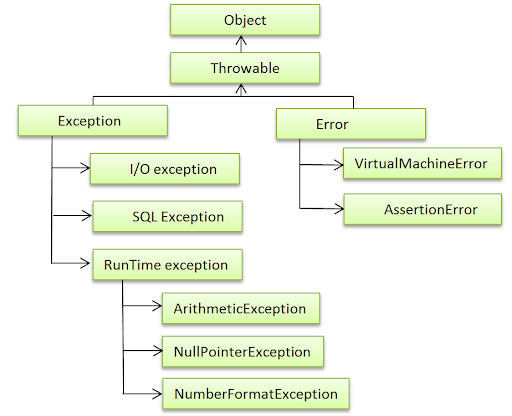 Object
Throwable
Exception
Error
I/O exception
VirtualMachineError
SQL Exception
AssertionError
RunTime exception
ArithmeticException
NullPointerException
NumberFormatException